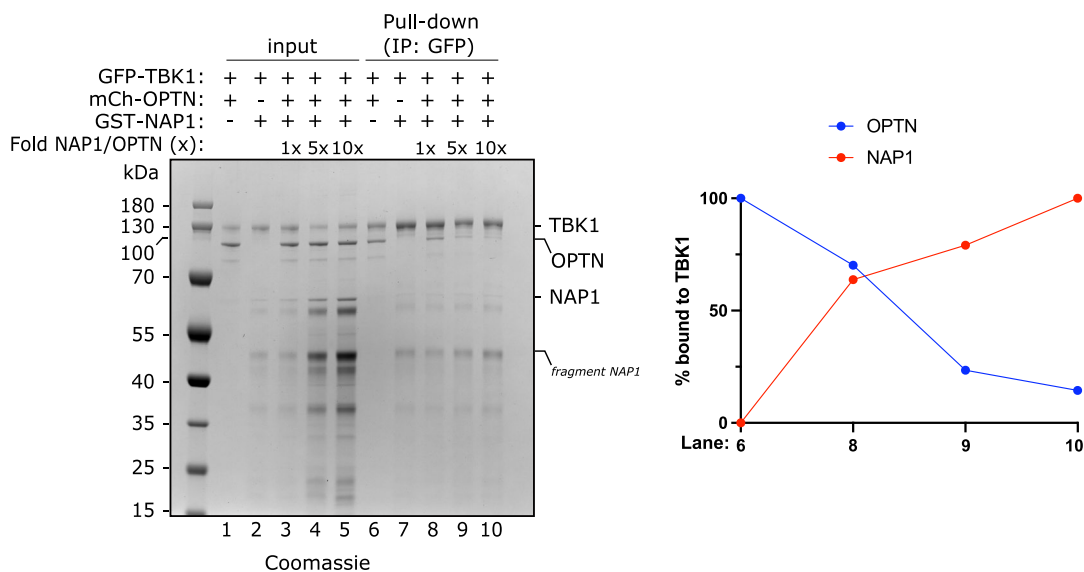 Pull-down
input (IP: GFP)
GFP-TBK1: + + + + + + + + + +
mCh-OPTN: + - + + + + - + + +
GST-NAP1: - + + + + - + + + +
Fold NAP1/OPTN (x): 1x 5x 10x 1x 5x 10x
kDa
180
130
100
70
55
40
35
25
15
TBK1
OPTN
NAP1
fragment NAP1
1 2 3 4 5 6 7 8 9 10
Coomassie
OPTN
NAP1
% bound to TBK1
100
50
0
Lane: 6 8 9 10